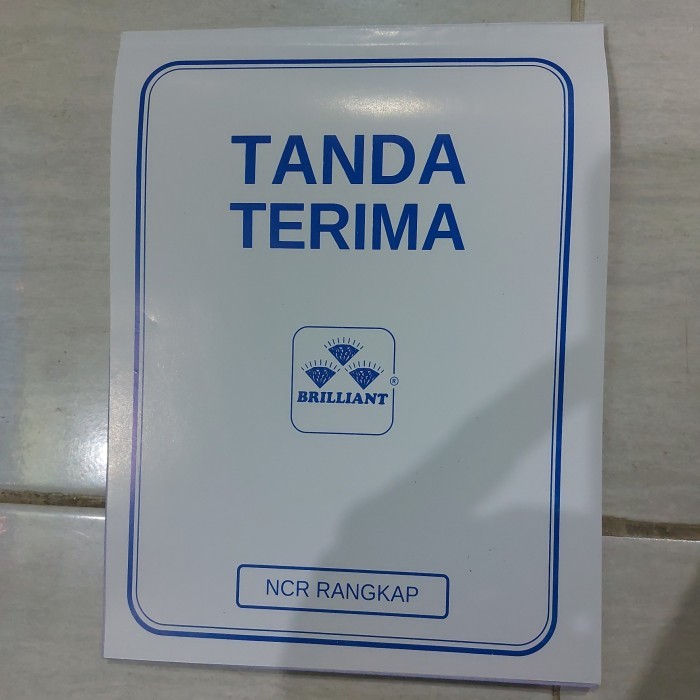 TANDA
TERIMA
BRILLIANT ®
NCR RANGKAP